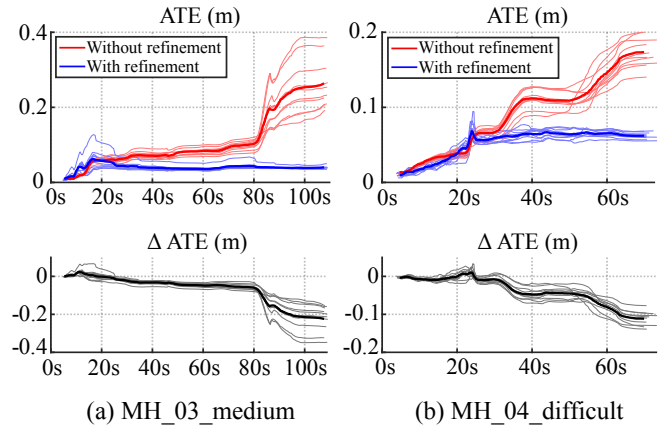 ATE (m)
0.4
0.2
0
Without refinement
With refinement
0s 20s 40s 60s 80s 100s
Δ ATE (m)
0
-0.2
-0.4
0s 20s 40s 60s 80s 100s
(a) MH_03_medium
ATE (m)
0.2
0.1
0
Without refinement
With refinement
0s 20s 40s 60s
Δ ATE (m)
0
-0.1
-0.2
0s 20s 40s 60s
(b) MH_04_difficult